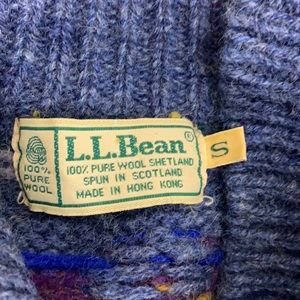 L.L.Bean®
100% PURE WOOL SHETLAND
SPUN IN SCOTLAND
MADE IN HONG KONG
100%
PURE
WOOL
S